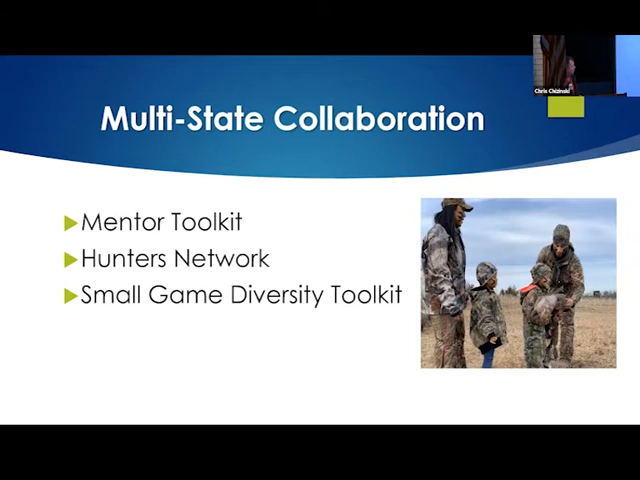 Chris Chizinski
Multi-State Collaboration
Mentor Toolkit
Hunters Network
Small Game Diversity Toolkit